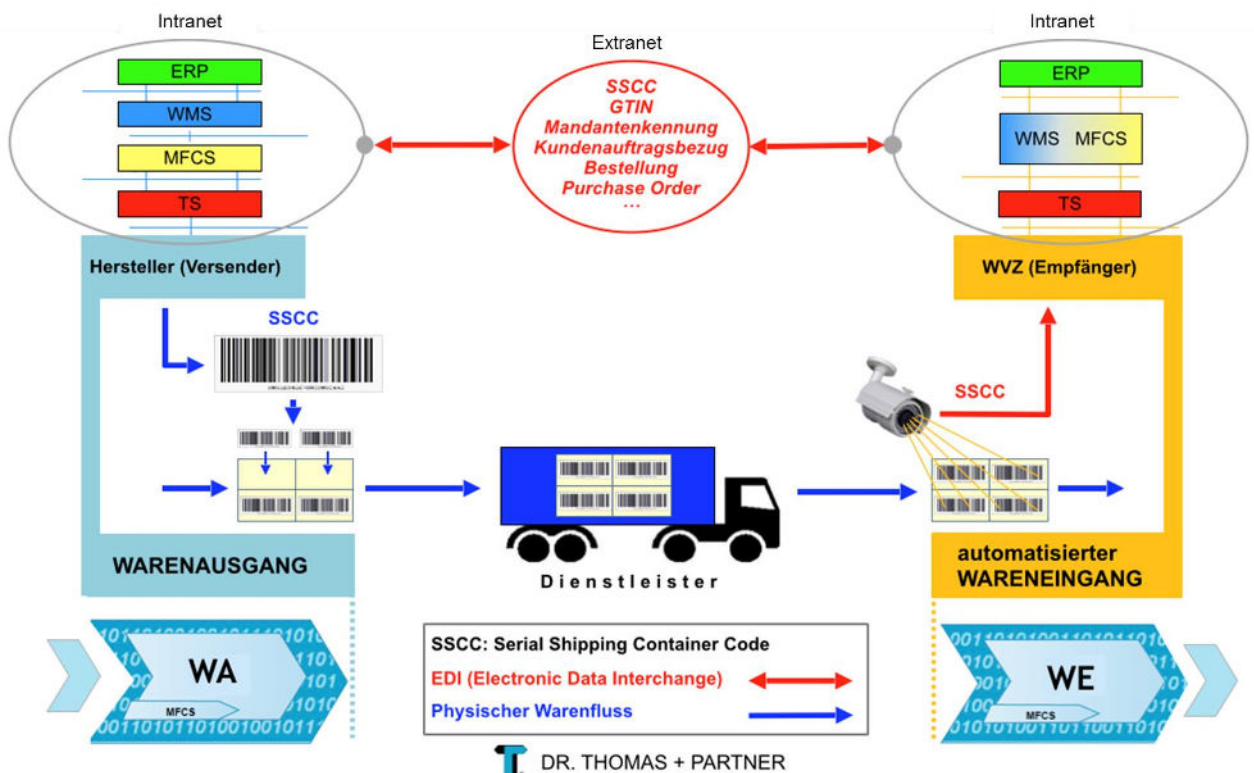 Intranet
Extranet
Intranet
ERP
WMS
MFCS
TS
SSCC
GTIN
Mandantenkennung
Kundenauftragsbezug
Bestellung
Purchase Order
...
ERP
WMS MFCS
TS
Hersteller (Versender)
WVZ (Empfänger)
SSCC
SSCC
Dienstleister
WARENAUSGANG
automatisierter
WARENEINGANG
WA
MFCS
SSCC: Serial Shipping Container Code
EDI (Electronic Data Interchange)
Physischer Warenfluss
WE
MFCS
DR. THOMAS + PARTNER